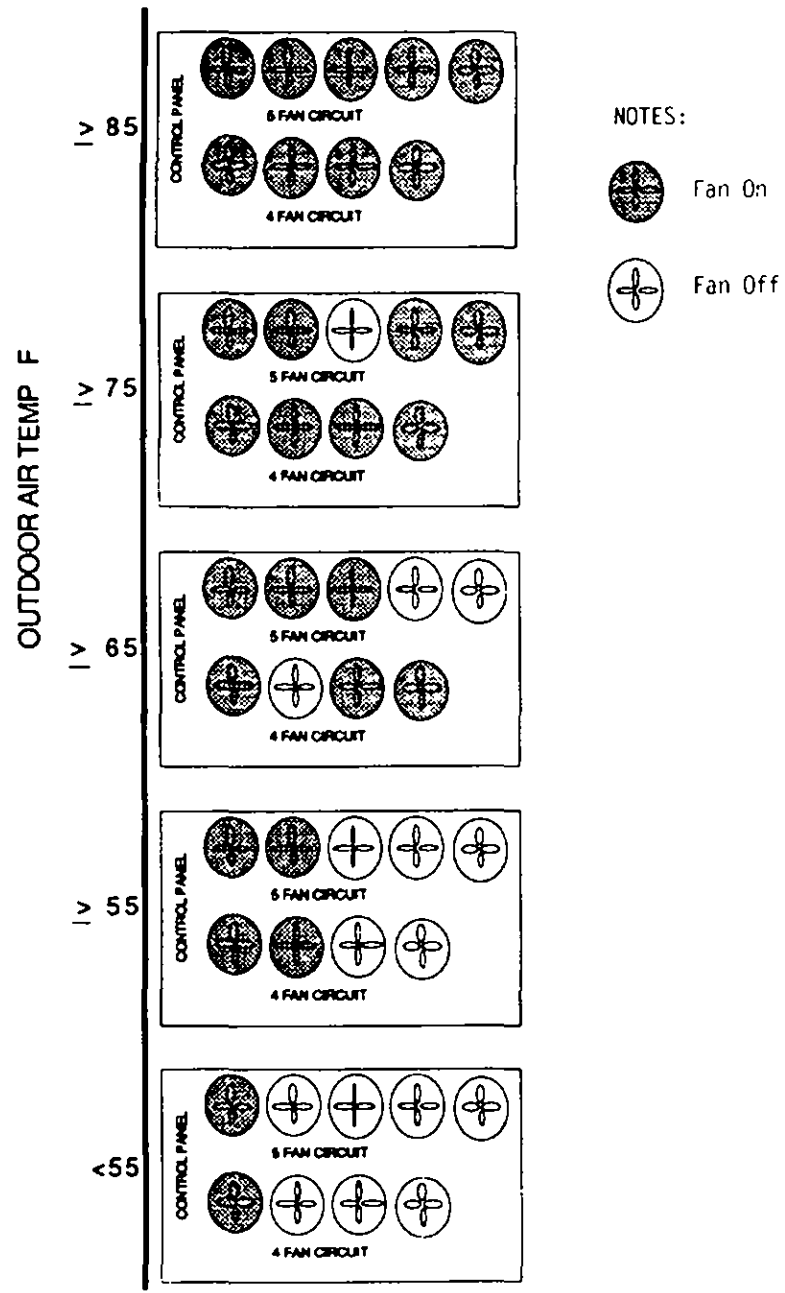 OUTDOOR AIR TEMP F
≥ 85
CONTROL PANEL
5 FAN CIRCUIT
4 FAN CIRCUIT
NOTES:
Fan On
Fan Off
≥ 75
CONTROL PANEL
5 FAN CIRCUIT
4 FAN CIRCUIT
≥ 65
CONTROL PANEL
5 FAN CIRCUIT
4 FAN CIRCUIT
≥ 55
CONTROL PANEL
5 FAN CIRCUIT
4 FAN CIRCUIT
<55
CONTROL PANEL
5 FAN CIRCUIT
4 FAN CIRCUIT